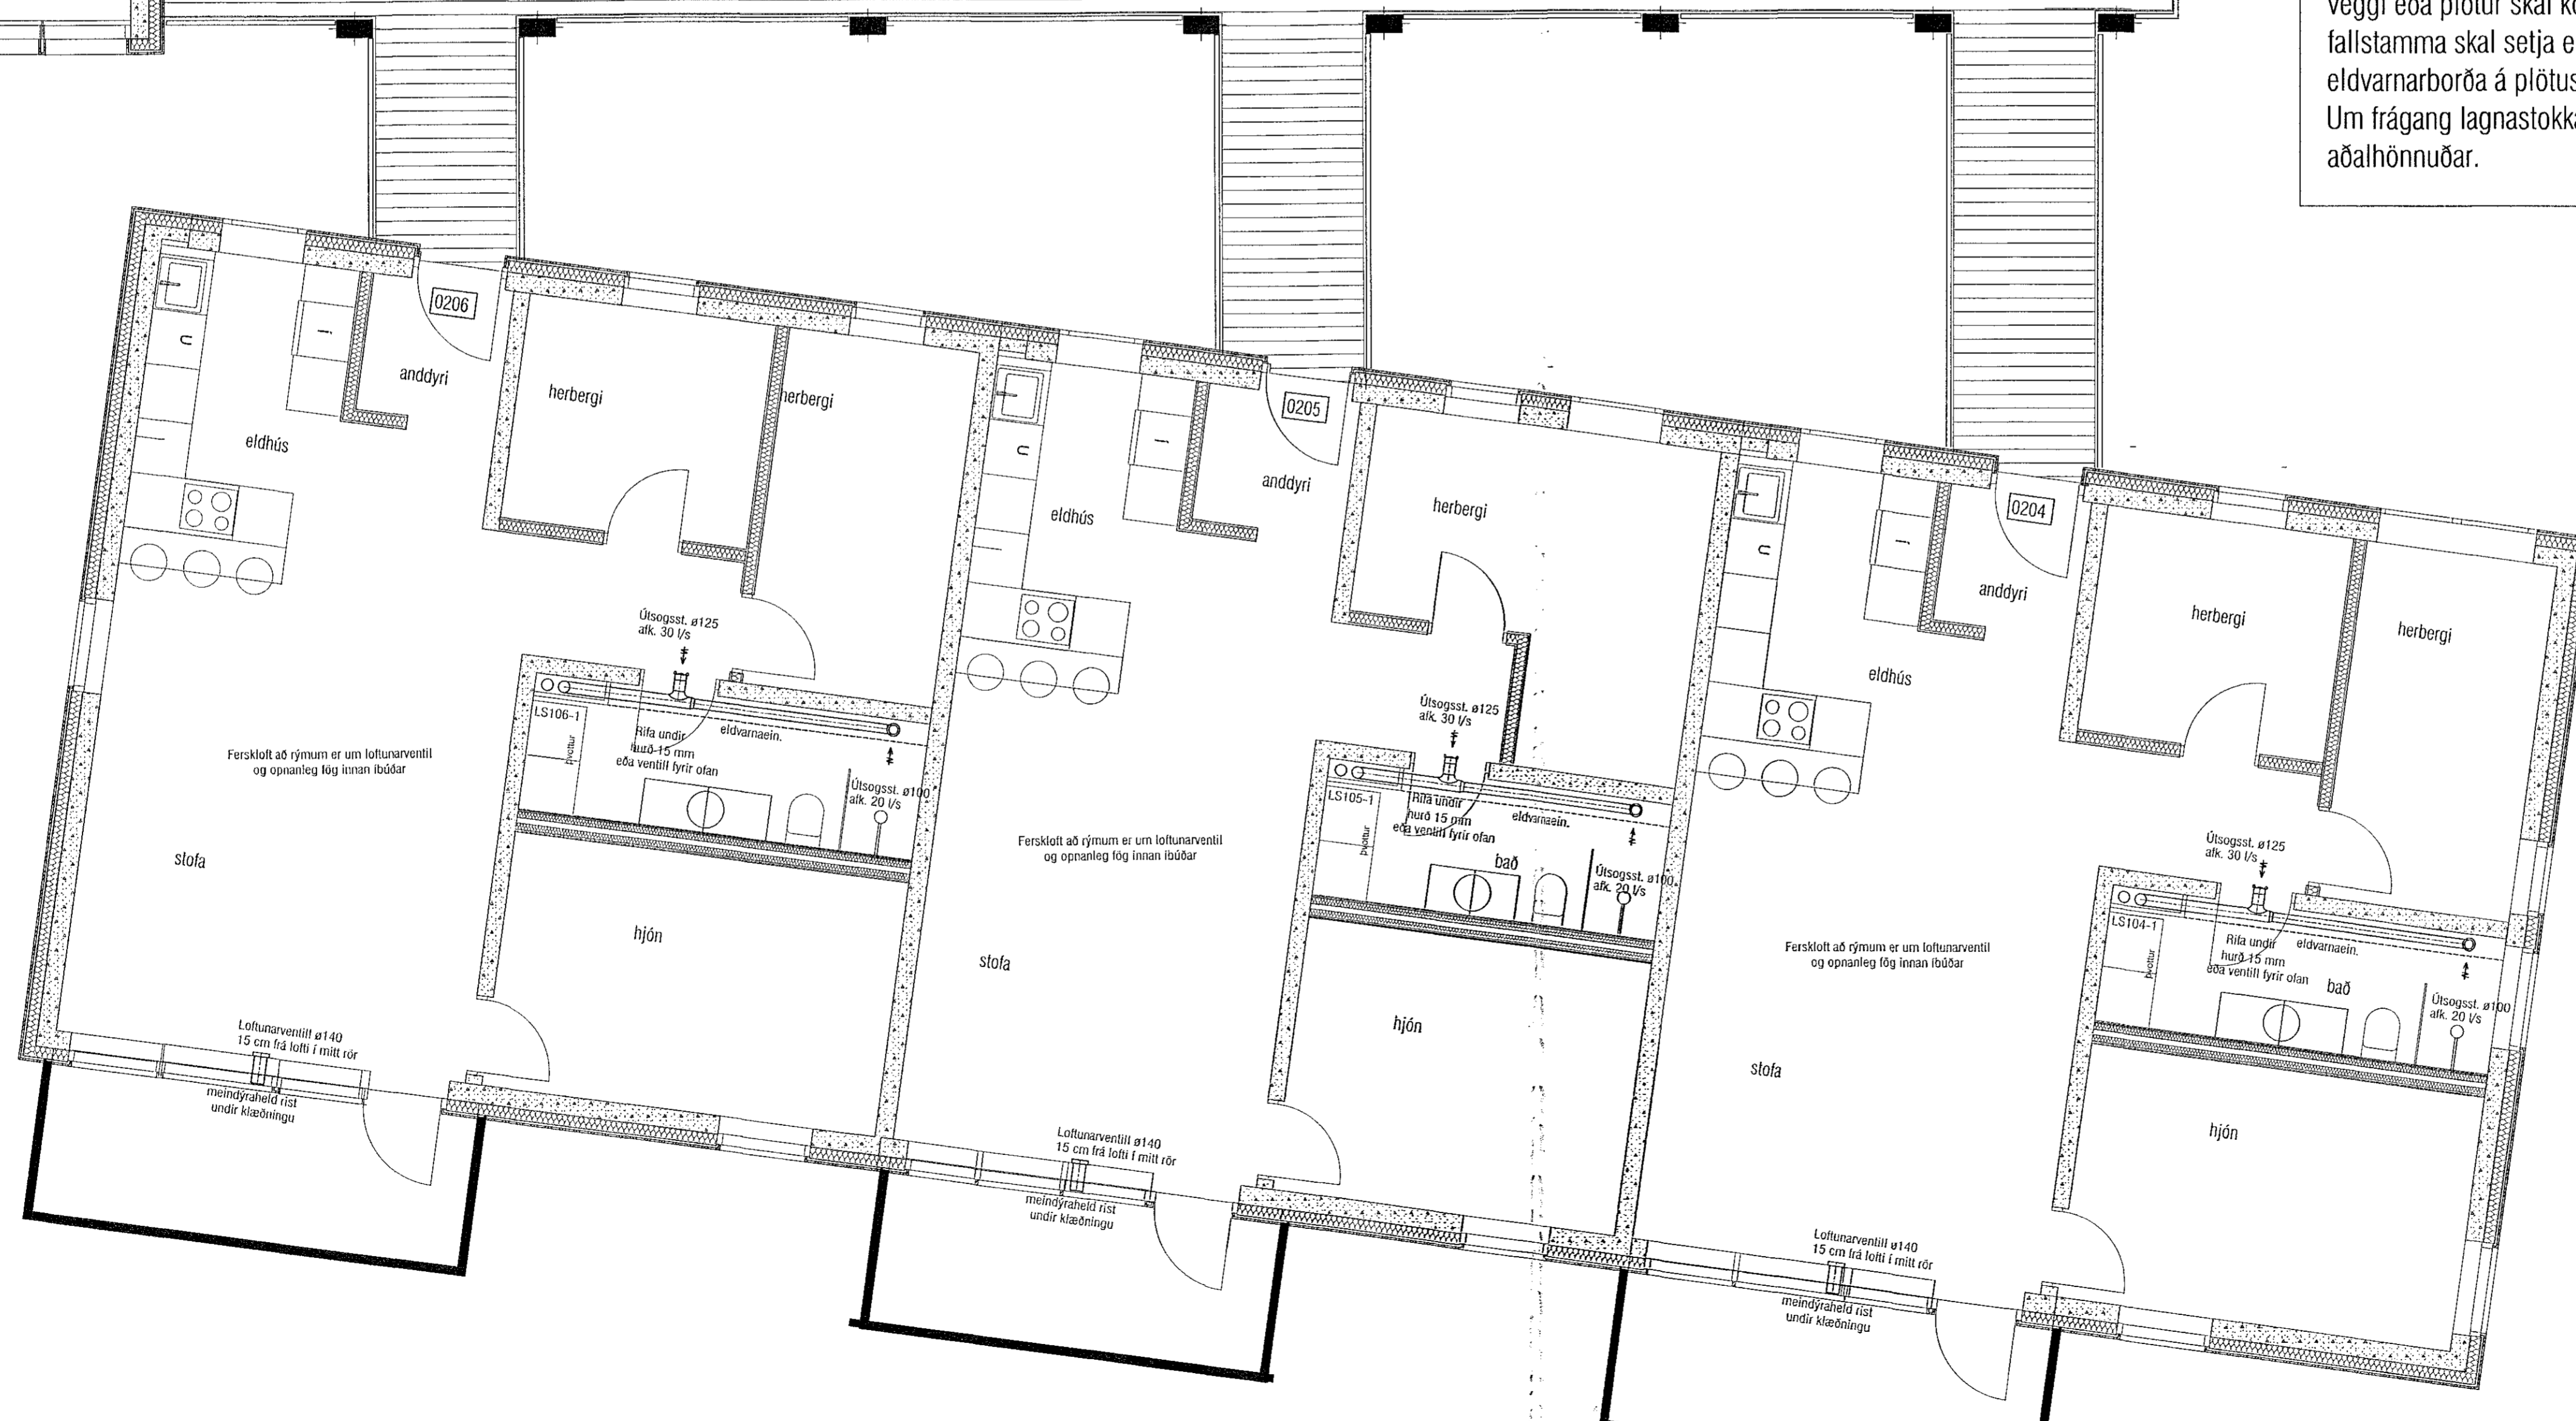 veggi eða plötur skal
fallstamma skal setja
eldvarnarborða á
Um frágang
aðalhönnuðar.
0206
U
Í
anddyri
eldhús
herbergi
herbergi
Útsogsst. ø125
afk. 30 l/s
LS106-1
þvottur
Rifa undir
hurð 15 mm
eða ventill fyrir ofan
eldvarnaein.
Útsogsst. ø100
afk. 20 l/s
Ferskloft að rýmum er um loftunarventil
og opnanleg fög innan íbúðar
stofa
hjón
Loftunarventill ø140
15 cm frá lofti í mitt rör
meindýraheld rist
undir klæðningu
0205
U
Í
anddyri
eldhús
herbergi
Útsogsst. ø125
afk. 30 l/s
LS105-1
þvottur
Rifa undir
hurð 15 mm
eða ventill fyrir ofan
eldvarnaein.
bað
Útsogsst. ø100
afk. 20 l/s
Ferskloft að rýmum er um loftunarventil
og opnanleg fög innan íbúðar
stofa
hjón
Loftunarventill ø140
15 cm frá lofti í mitt rör
meindýraheld rist
undir klæðningu
0204
U
Í
anddyri
eldhús
herbergi
herbergi
Útsogsst. ø125
afk. 30 l/s
LS104-1
þvottur
Rifa undir
hurð 15 mm
eða ventill fyrir ofan
eldvarnaein.
bað
Útsogsst. ø100
afk. 20 l/s
Ferskloft að rýmum er um loftunarventil
og opnanleg fög innan íbúðar
stofa
hjón
Loftunarventill ø140
15 cm frá lofti í mitt rör
meindýraheld rist
undir klæðningu